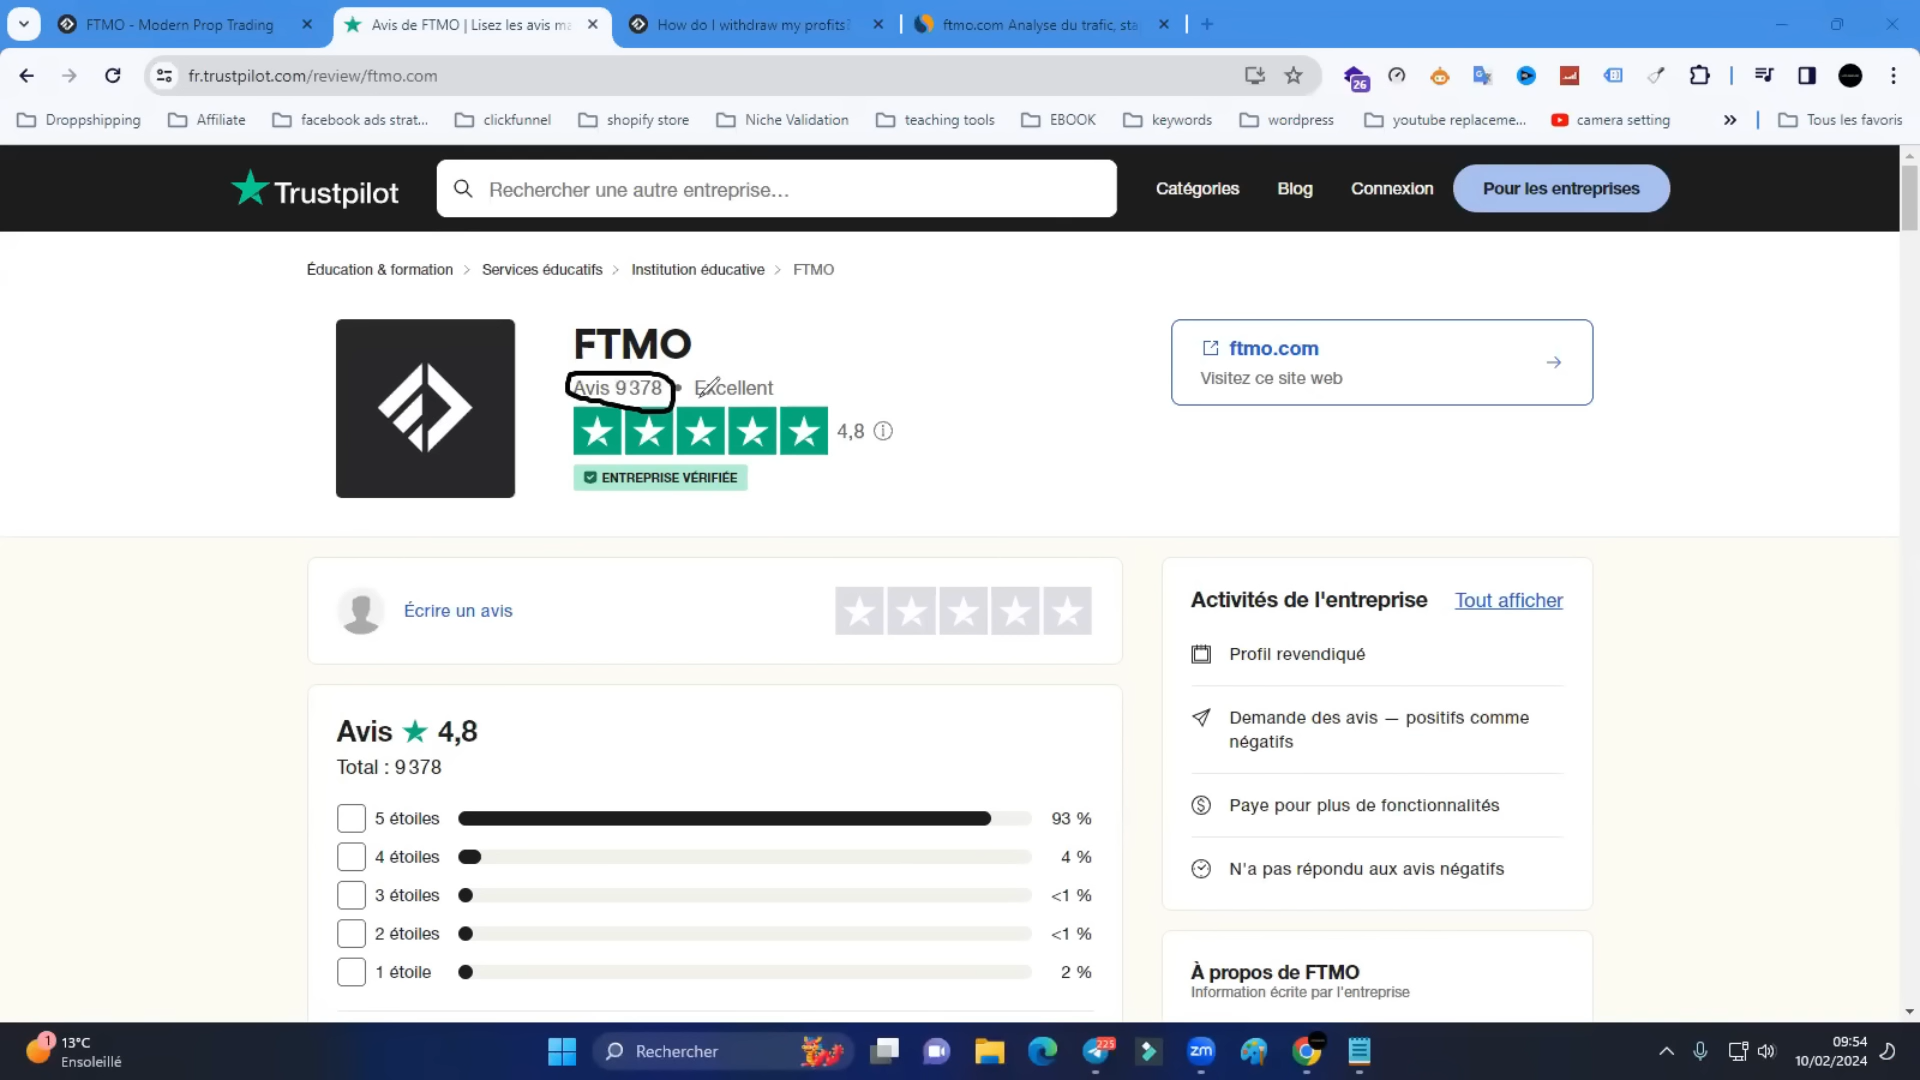 FTMO - Modern Prop Trading
Avis de FTMO | Lisez les avis ma
How do I withdraw my profits?
ftmo.com Analyse du trafic, sta
fr.trustpilot.com/review/ftmo.com
26
Droppshipping
Affiliate
facebook ads strat...
clickfunnel
shopify store
Niche Validation
teaching tools
EBOOK
keywords
wordpress
youtube replaceme...
camera setting
Tous les favoris
Trustpilot
Rechercher une autre entreprise...
Catégories
Blog
Connexion
Pour les entreprises
Éducation & formation > Services éducatifs > Institution éducative > FTMO
FTMO
Avis 9 378 • Excellent
4,8
ENTREPRISE VÉRIFIÉE
ftmo.com
Visitez ce site web
Écrire un avis
Avis ★ 4,8
Total : 9 378
5 étoiles 93 %
4 étoiles 4 %
3 étoiles <1 %
2 étoiles <1 %
1 étoile 2 %
Activités de l'entreprise
Tout afficher
Profil revendiqué
Demande des avis — positifs comme
négatifs
Paye pour plus de fonctionnalités
N'a pas répondu aux avis négatifs
À propos de FTMO
Information écrite par l'entreprise
1
13°C
Ensoleillé
Rechercher
225
zm
09:54
10/02/2024